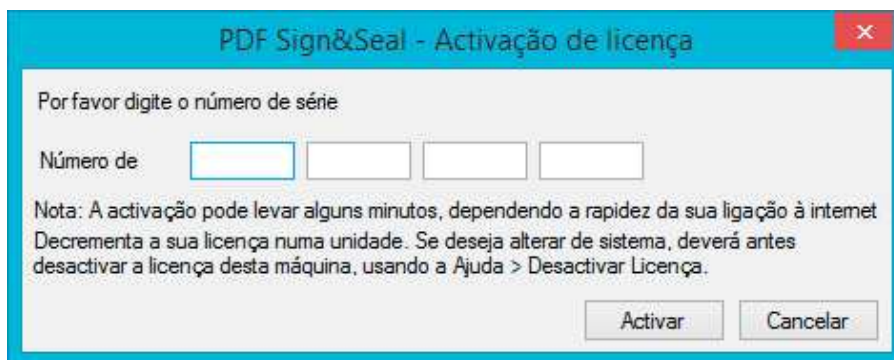 PDF Sign&Seal - Activação de licença
x
Por favor digite o número de série
Número de
Nota: A activação pode levar alguns minutos, dependendo a rapidez da sua ligação à internet
Decrementa a sua licença numa unidade. Se deseja alterar de sistema, deverá antes
desactivar a licença desta máquina, usando a Ajuda > Desactivar Licença.
Activar Cancelar